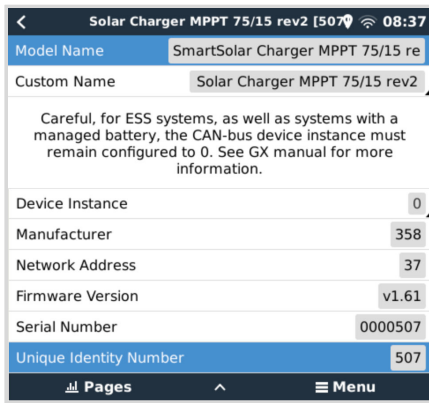 Solar Charger MPPT 75/15 rev2 [507 08:37
Model Name SmartSolar Charger MPPT 75/15 re
Custom Name Solar Charger MPPT 75/15 rev2
Careful, for ESS systems, as well as systems with a
managed battery, the CAN-bus device instance must
remain configured to 0. See GX manual for more
information.
Device Instance 0
Manufacturer 358
Network Address 37
Firmware Version v1.61
Serial Number 0000507
Unique Identity Number 507
Pages Menu